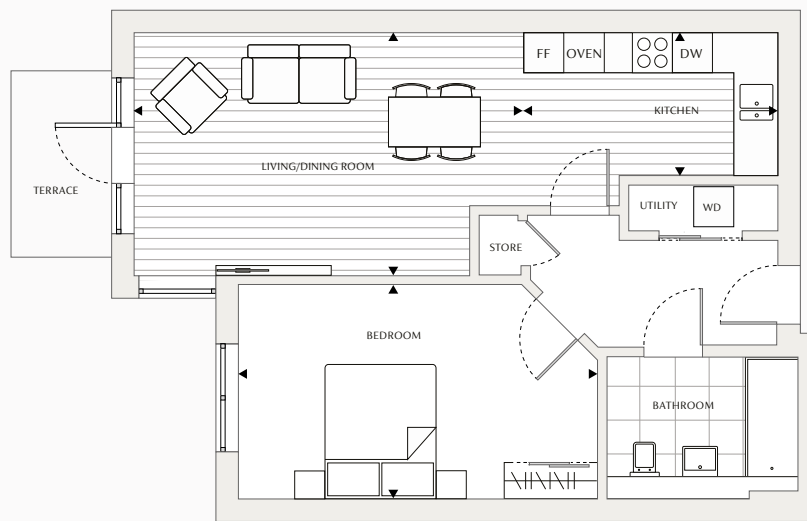 FF
OVEN
DW
KITCHEN
LIVING/DINING ROOM
TERRACE
UTILITY
WD
STORE
BEDROOM
BATHROOM